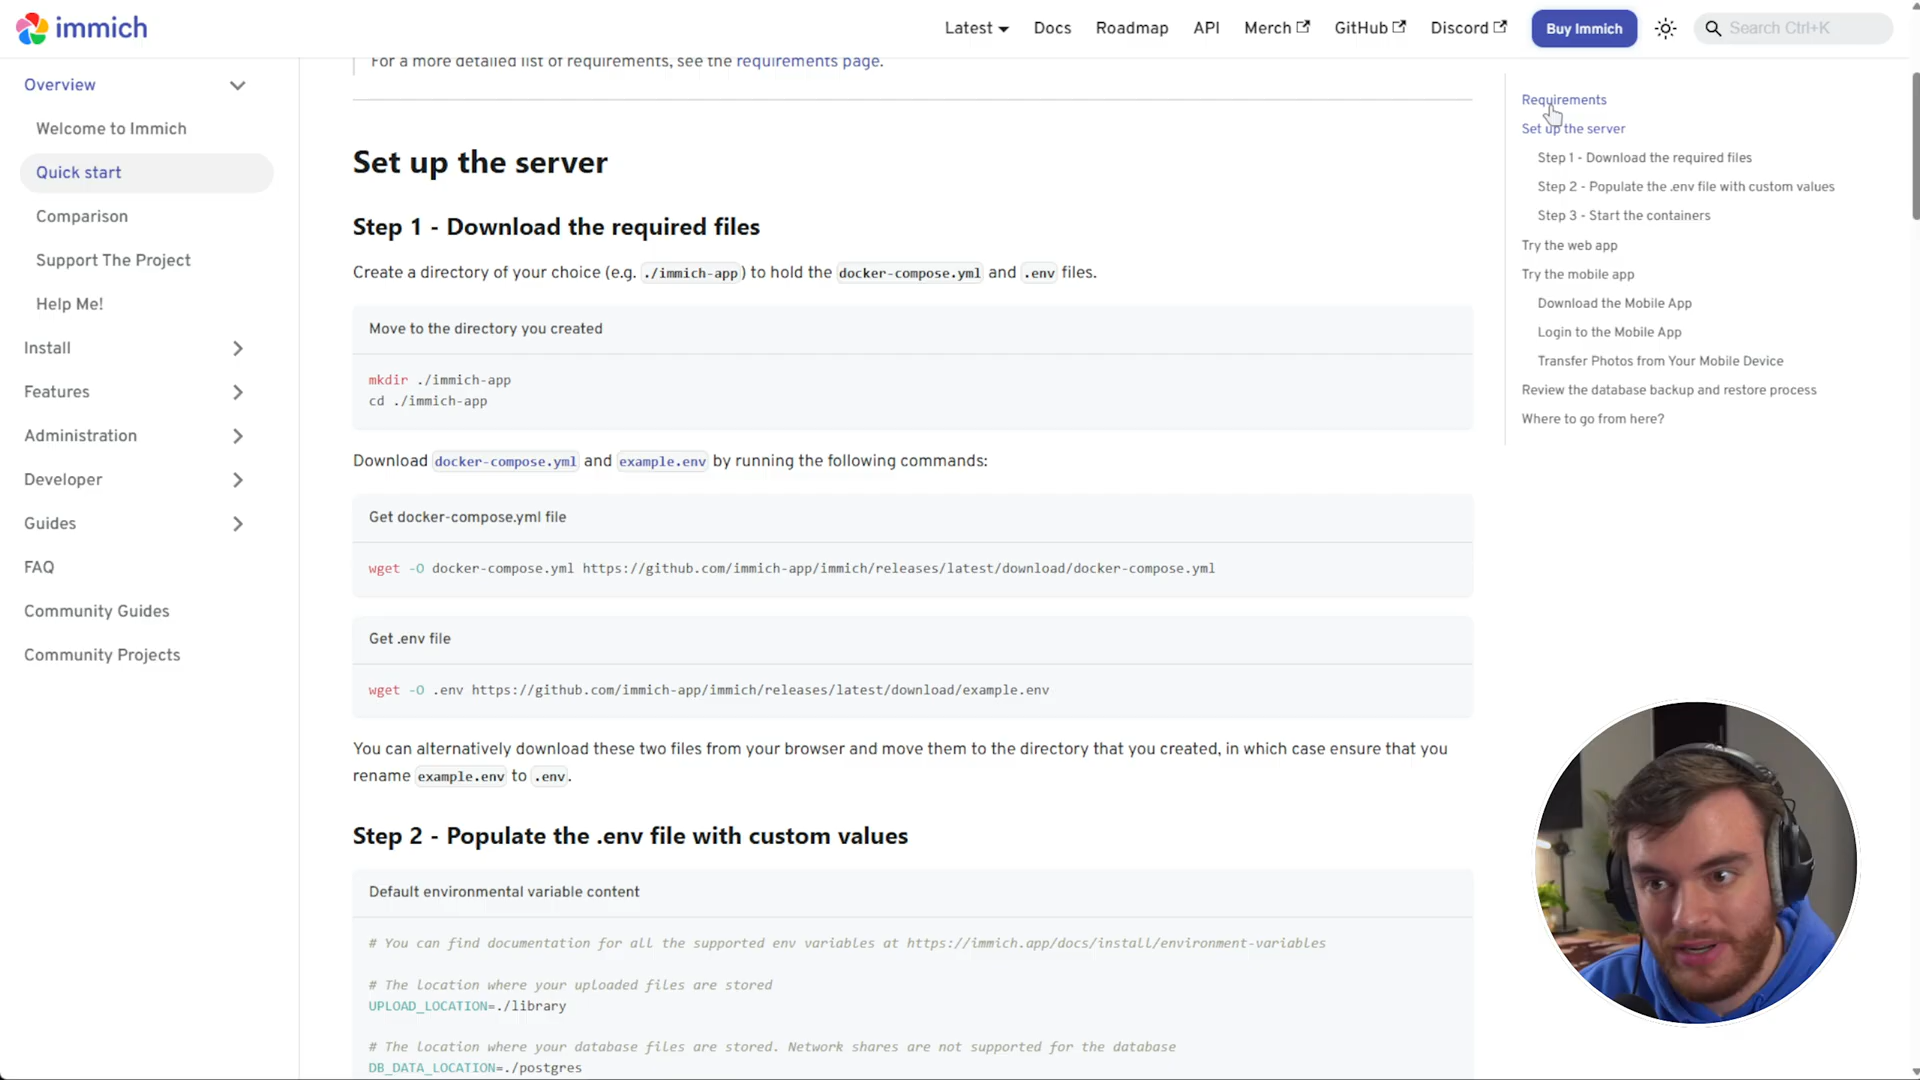 immich
Latest
Docs
Roadmap
API
Merch
GitHub
Discord
Buy Immich
Search Ctrl+K
Overview
Welcome to Immich
Quick start
Comparison
Support The Project
Help Me!
Install
Features
Administration
Developer
Guides
FAQ
Community Guides
Community Projects
For a more detailed list of requirements, see the requirements page.
Set up the server
Step 1 - Download the required files
Create a directory of your choice (e.g. ./immich-app) to hold the docker-compose.yml and .env files.
Move to the directory you created
mkdir ./immich-app
cd ./immich-app
Download docker-compose.yml and example.env by running the following commands:
Get docker-compose.yml file
wget -O docker-compose.yml https://github.com/immich-app/immich/releases/latest/download/docker-compose.yml
Get .env file
wget -O .env https://github.com/immich-app/immich/releases/latest/download/example.env
You can alternatively download these two files from your browser and move them to the directory that you created, in which case ensure that you
rename example.env to .env.
Step 2 - Populate the .env file with custom values
Default environmental variable content
# You can find documentation for all the supported env variables at https://immich.app/docs/install/environment-variables
# The location where your uploaded files are stored
UPLOAD_LOCATION=./library
# The location where your database files are stored. Network shares are not supported for the database
DB_DATA_LOCATION=./postgres
Requirements
Set up the server
Step 1 - Download the required files
Step 2 - Populate the .env file with custom values
Step 3 - Start the containers
Try the web app
Try the mobile app
Download the Mobile App
Login to the Mobile App
Transfer Photos from Your Mobile Device
Review the database backup and restore process
Where to go from here?